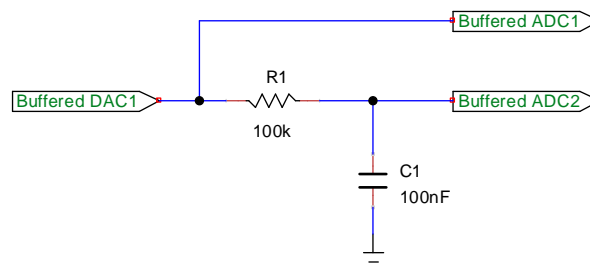 Buffered ADC1
R1
Buffered DAC1
Buffered ADC2
100k
C1
100nF